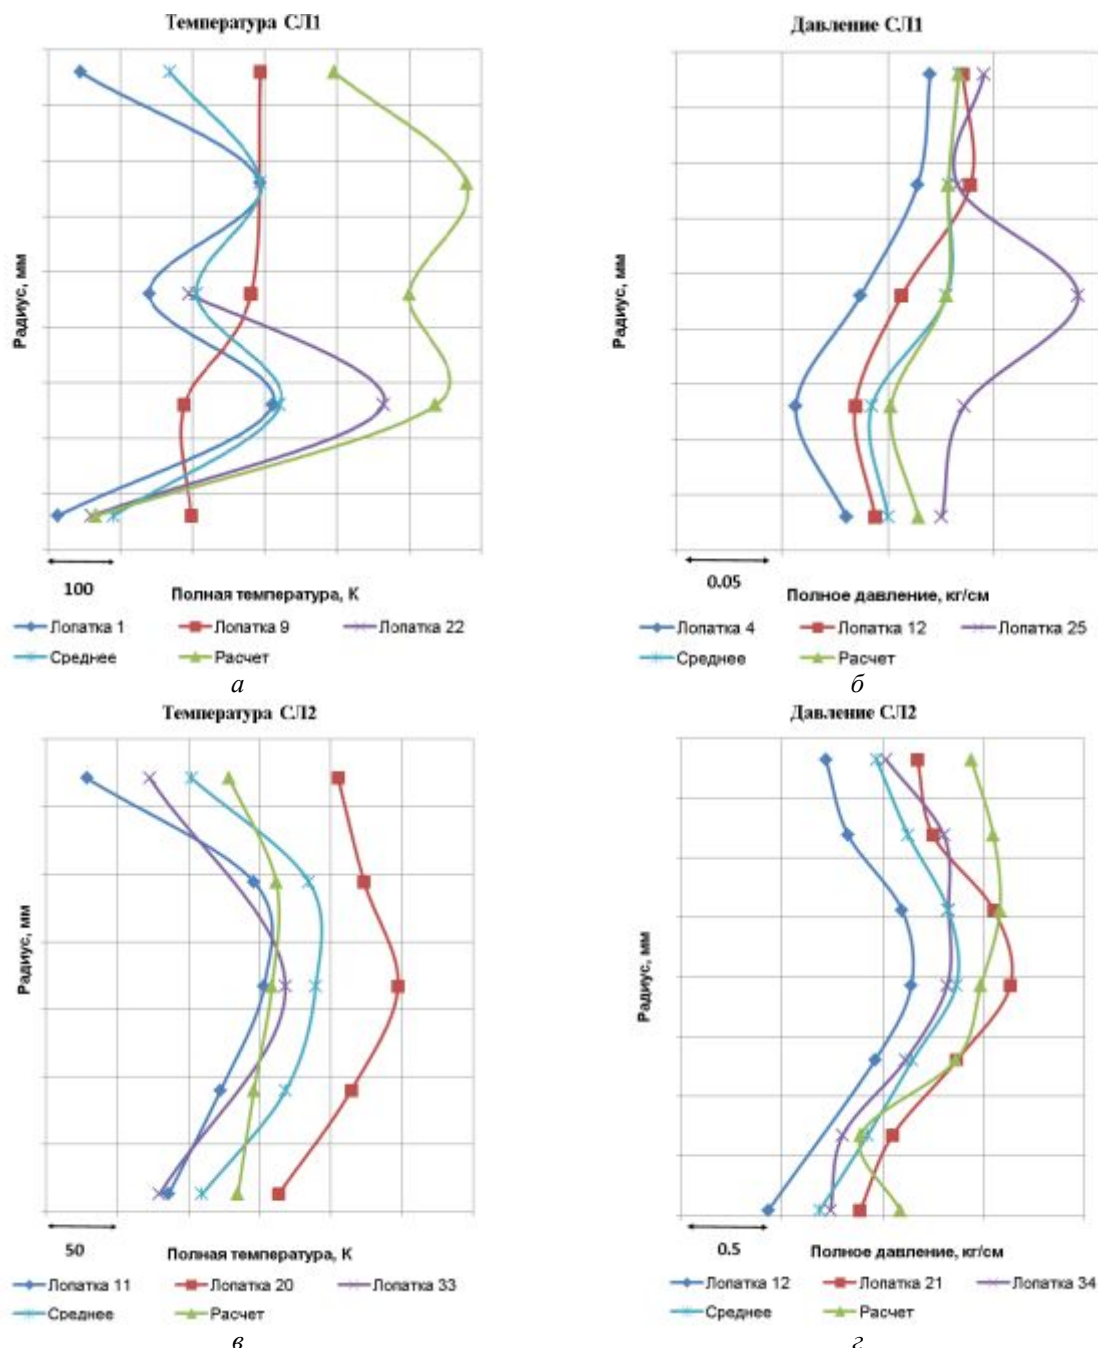 Температура СЛ1
Радиус, мм
100
Полная температура, К
Лопатка 1 Лопатка 9 Лопатка 22
Среднее Расчет
а
Давление СЛ1
Радиус, мм
0.05
Полное давление, кг/см
Лопатка 4 Лопатка 12 Лопатка 25
Среднее Расчет
б
Температура СЛ2
Радиус, мм
50
Полная температура, К
Лопатка 11 Лопатка 20 Лопатка 33
Среднее Расчет
в
Давление СЛ2
Радиус, мм
0.5
Полное давление, кг/см
Лопатка 12 Лопатка 21 Лопатка 34
Среднее Расчет
г